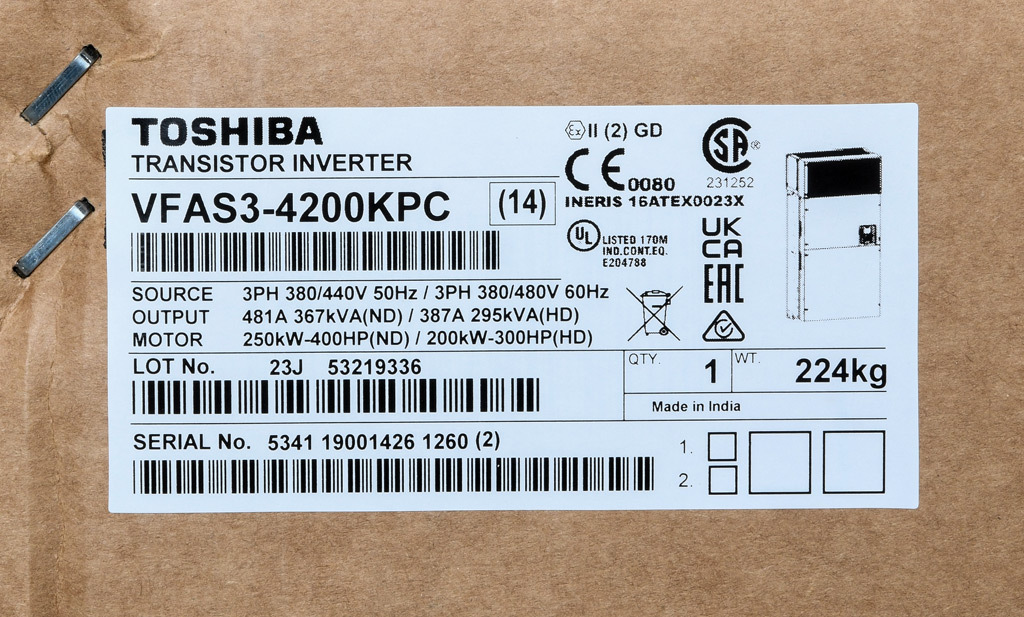 TOSHIBA
TRANSISTOR INVERTER
VFAS3-4200KPC (14)
Ex II (2) GD
CE 0080
INERIS 16ATEX0023X
SA ®
231252
UL LISTED 170M
IND.CONT.EQ.
E204788
UK
CA
EAC
SOURCE 3PH 380/440V 50Hz / 3PH 380/480V 60Hz
OUTPUT 481A 367kVA(ND) / 387A 295kVA(HD)
MOTOR 250kW-400HP(ND) / 200kW-300HP(HD)
LOT No. 23J 53219336
QTY. 1 WT. 224kg
Made in India
SERIAL No. 5341 19001426 1260 (2)
1.
2.